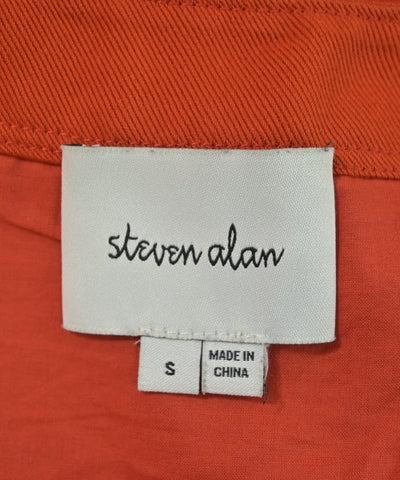 steven alan
S
MADE IN
CHINA